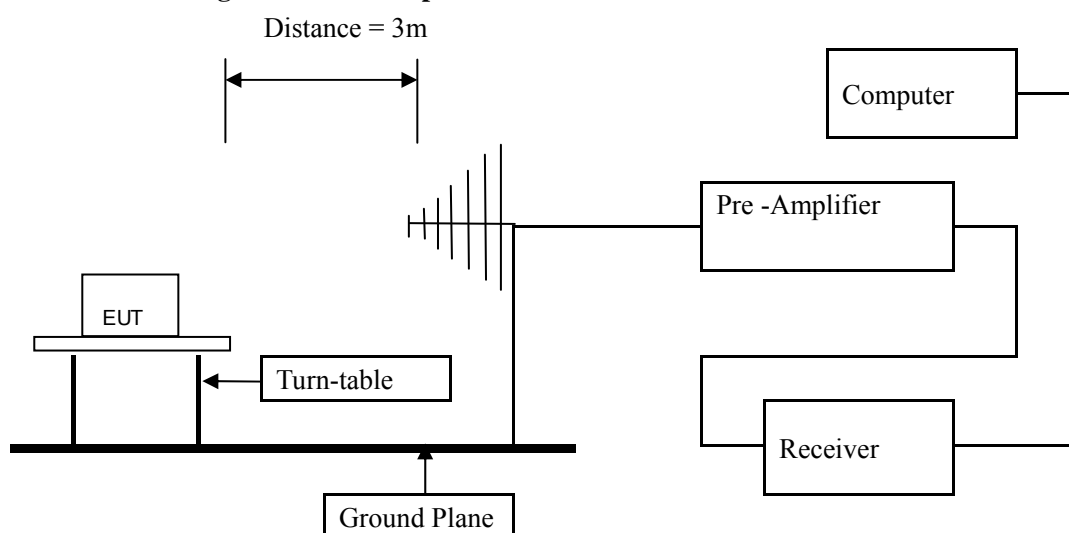 Distance = 3m
Computer
Pre -Amplifier
EUT
Turn-table
Receiver
Ground Plane